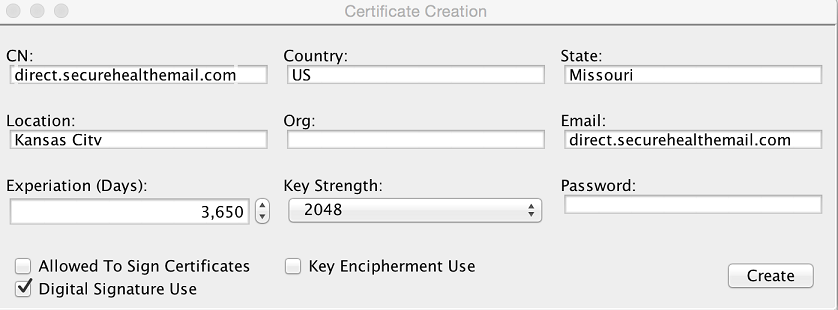 Certificate Creation
CN: Country: State:
direct.securehealthemail.com US Missouri
Location: Org: Email:
Kansas City direct.securehealthemail.com
Experiation (Days): Key Strength: Password:
3,650 2048
Allowed To Sign Certificates Key Encipherment Use
Digital Signature Use
Create